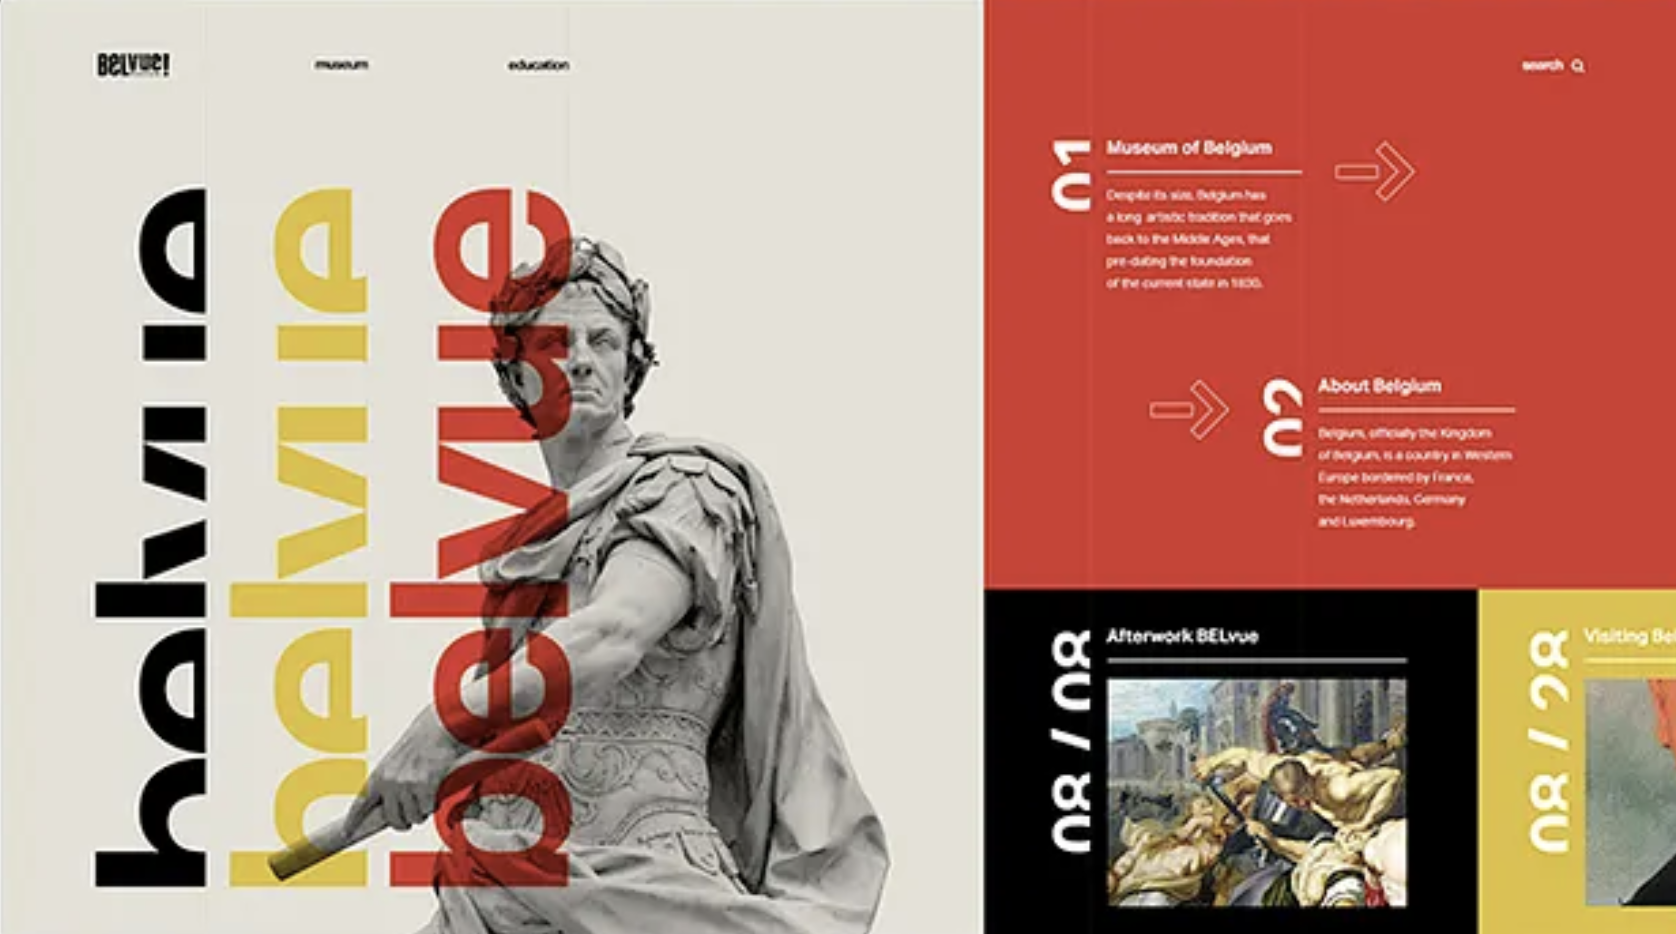 BELvue!
museum
education
search
belvue
belvue
belvue
01
Museum of Belgium
Despite its size, Belgium has
a long artistic tradition that goes
back to the Middle Ages, that
pre-dating the foundation
of the current state in 1830.
02
About Belgium
Belgium, officially the Kingdom
of Belgium, is a country in Western
Europe bordered by France,
the Netherlands, Germany
and Luxembourg.
08 / 08
Afterwork BELvue
08 / 28
Visiting Bel